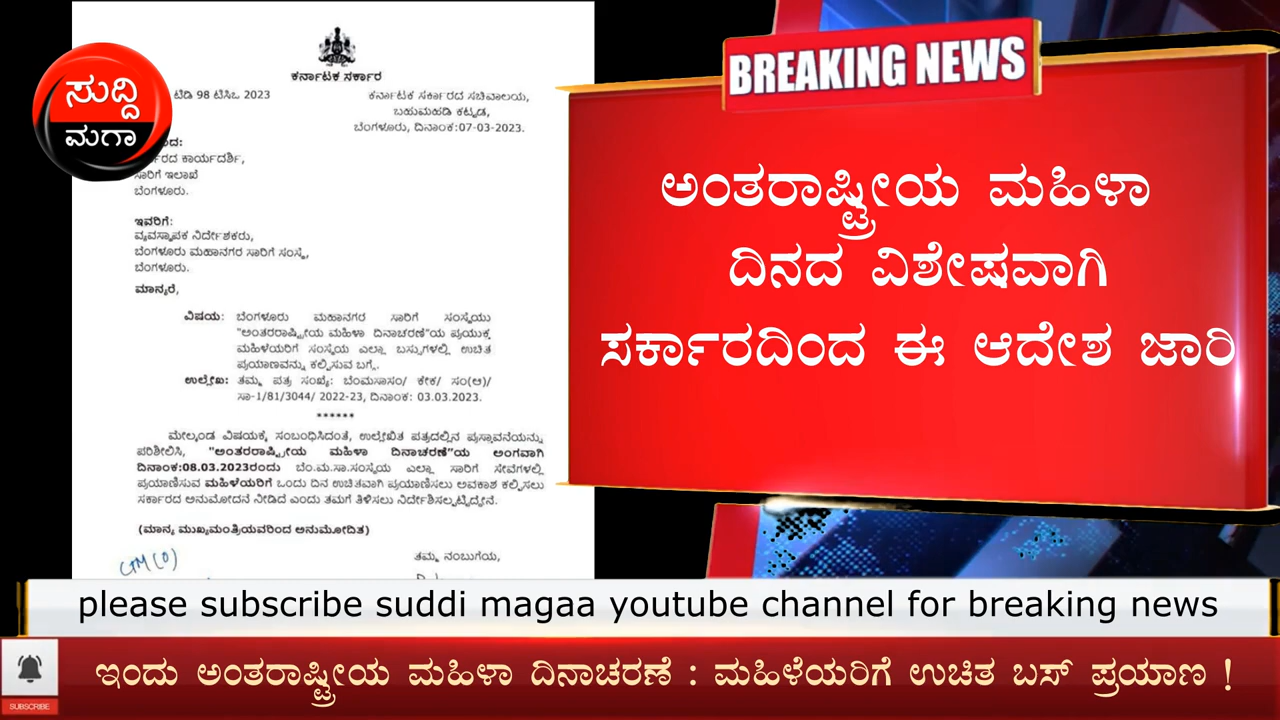 ಕರ್ನಾಟಕ ಸರ್ಕಾರ
ಟಿಡಿ 98 ಟಿಸಿಒ 2023
ಕರ್ನಾಟಕ ಸರ್ಕಾರದ ಸಚಿವಾಲಯ,
ಬಹುಮಹಡಿ ಕಟ್ಟಡ,
ಬೆಂಗಳೂರು, ದಿನಾಂಕ:07-03-2023.
ಸುದ್ದಿ
ಮಗಾ
ಕಾರ್ಯದರ್ಶಿ,
ಸಾರಿಗೆ ಇಲಾಖೆ
ಬೆಂಗಳೂರು.
ಇವರಿಗೆ:
ವ್ಯವಸ್ಥಾಪಕ ನಿರ್ದೇಶಕರು,
ಬೆಂಗಳೂರು ಮಹಾನಗರ ಸಾರಿಗೆ ಸಂಸ್ಥೆ,
ಬೆಂಗಳೂರು.
ಮಾನ್ಯರೆ,
ವಿಷಯ: ಬೆಂಗಳೂರು ಮಹಾನಗರ ಸಾರಿಗೆ ಸಂಸ್ಥೆಯು
"ಅಂತರರಾಷ್ಟ್ರೀಯ ಮಹಿಳಾ ದಿನಾಚರಣೆ"ಯ ಪ್ರಯುಕ್ತ
ಮಹಿಳೆಯರಿಗೆ ಸಂಸ್ಥೆಯ ಎಲ್ಲಾ ಬಸ್ಸುಗಳಲ್ಲಿ ಉಚಿತ
ಪ್ರಯಾಣವನ್ನು ಕಲ್ಪಿಸುವ ಬಗ್ಗೆ.
ಉಲ್ಲೇಖ: ತಮ್ಮ ಪತ್ರ ಸಂಖ್ಯೆ: ಬೆಂಮಸಾಸಂ/ ಕೇಕ/ ಸಂ(ಆ)/
ಸಾ-1/81/3044/ 2022-23, ದಿನಾಂಕ: 03.03.2023.
******
ಮೇಲ್ಕಂಡ ವಿಷಯಕ್ಕೆ ಸಂಬಂಧಿಸಿದಂತೆ, ಉಲ್ಲೇಖಿತ ಪತ್ರದಲ್ಲಿನ ಪ್ರಸ್ತಾವನೆಯನ್ನು
ಪರಿಶೀಲಿಸಿ, "ಅಂತರರಾಷ್ಟ್ರೀಯ ಮಹಿಳಾ ದಿನಾಚರಣೆ"ಯ ಅಂಗವಾಗಿ
ದಿನಾಂಕ:08.03.2023ರಂದು ಬೆಂ.ಮ.ಸಾ.ಸಂಸ್ಥೆಯ ಎಲ್ಲಾ ಸಾರಿಗೆ ಸೇವೆಗಳಲ್ಲಿ
ಪ್ರಯಾಣಿಸುವ ಮಹಿಳೆಯರಿಗೆ ಒಂದು ದಿನ ಉಚಿತವಾಗಿ ಪ್ರಯಾಣಿಸಲು ಅವಕಾಶ ಕಲ್ಪಿಸಲು
ಸರ್ಕಾರದ ಅನುಮೋದನೆ ನೀಡಿದೆ ಎಂದು ತಮಗೆ ತಿಳಿಸಲು ನಿರ್ದೇಶಿಸಲ್ಪಟ್ಟಿದ್ದೇನೆ.
(ಮಾನ್ಯ ಮುಖ್ಯಮಂತ್ರಿಯವರಿಂದ ಅನುಮೋದಿತ)
ತಮ್ಮ ನಂಬುಗೆಯ,
GTM(O)
BREAKING NEWS
ಅಂತರಾಷ್ಟ್ರೀಯ ಮಹಿಳಾ
ದಿನದ ವಿಶೇಷವಾಗಿ
ಸರ್ಕಾರದಿಂದ ಈ ಆದೇಶ ಜಾರಿ
please subscribe suddi magaa youtube channel for breaking news
SUBSCRIBE
ಇಂದು ಅಂತರಾಷ್ಟ್ರೀಯ ಮಹಿಳಾ ದಿನಾಚರಣೆ : ಮಹಿಳೆಯರಿಗೆ ಉಚಿತ ಬಸ್ ಪ್ರಯಾಣ !